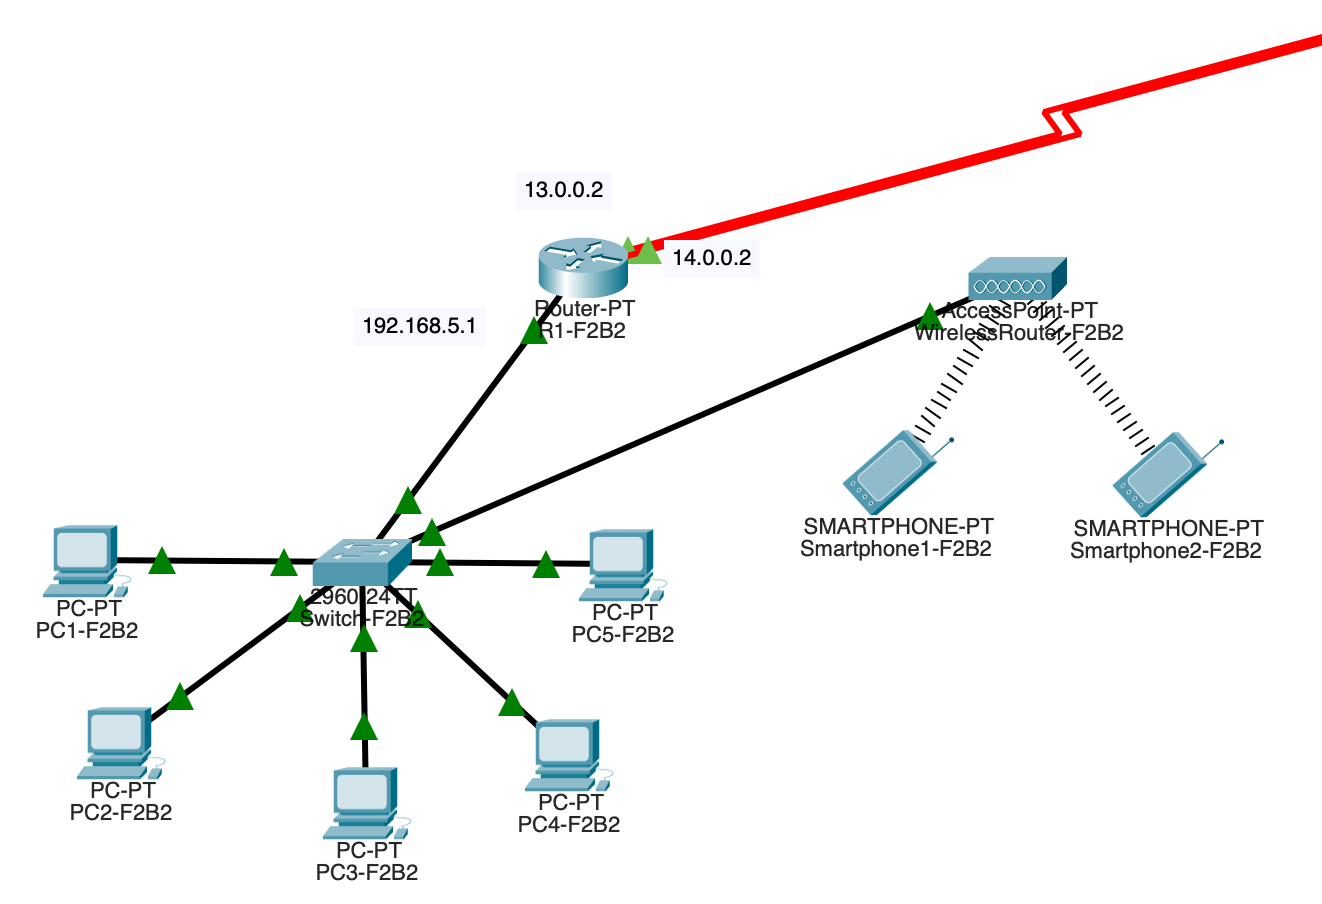 13.0.0.2
14.0.0.2
Router-PT
R1-F2B2
192.168.5.1
AccessPoint-PT
WirelessRouter-F2B2
SMARTPHONE-PT
Smartphone1-F2B2
SMARTPHONE-PT
Smartphone2-F2B2
2960-24TT
Switch-F2B2
PC-PT
PC1-F2B2
PC-PT
PC5-F2B2
PC-PT
PC2-F2B2
PC-PT
PC4-F2B2
PC-PT
PC3-F2B2